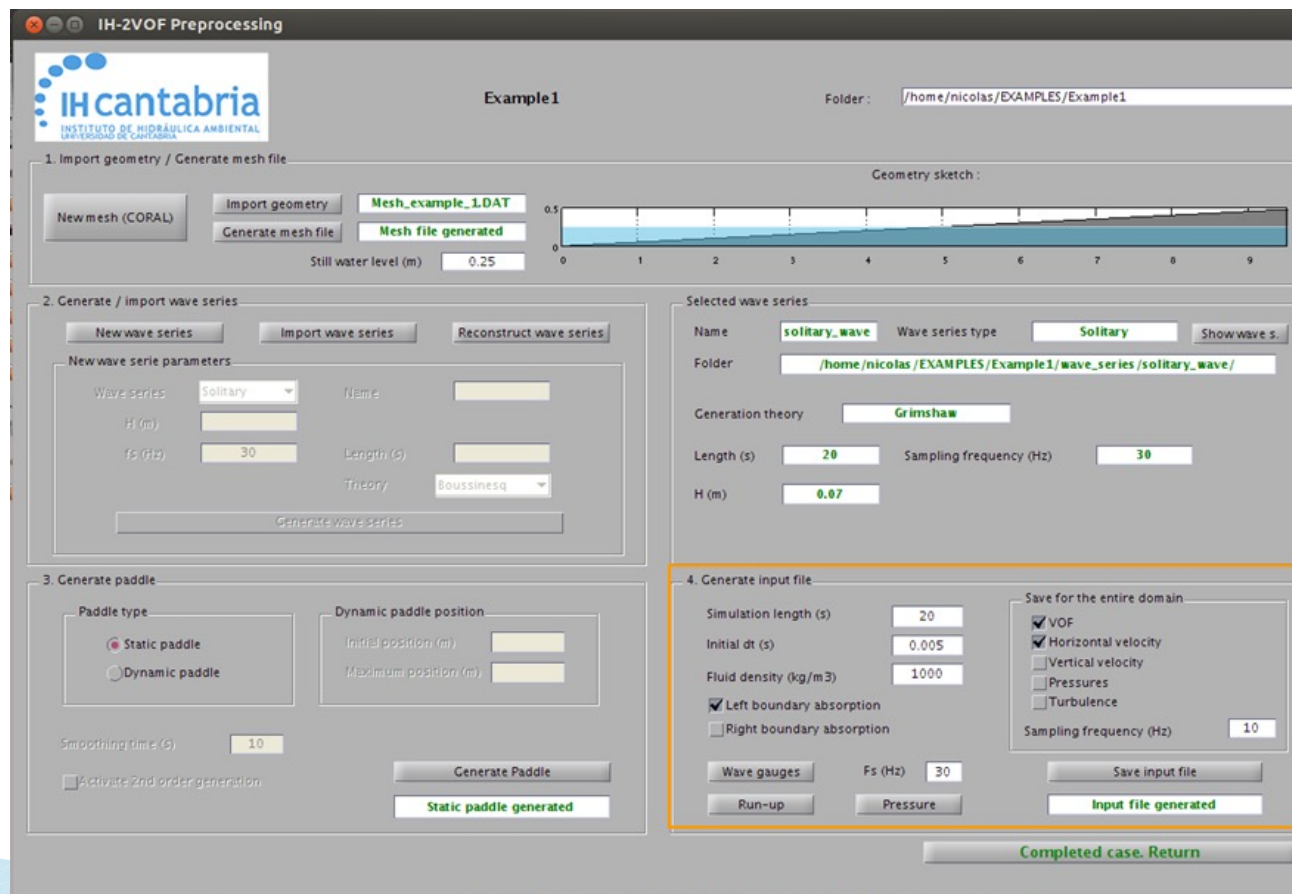 IH-2VOF Preprocessing
IHcantabria
INSTITUTO DE HIDRÁULICA AMBIENTAL
UNIVERSIDAD DE CANTABRIA
Example1
Folder :
/home/nicolas/EXAMPLES/Example1
1. Import geometry / Generate mesh file
Geometry sketch :
New mesh (CORAL)
Import geometry
Mesh_example_1.DAT
Generate mesh file
Mesh file generated
Still water level (m)
0.25
0.5
0
0 1 2 3 4 5 6 7 8 9
2. Generate / import wave series
New wave series
Import wave series
Reconstruct wave series
New wave serie parameters
Wave series
Solitary
Name
H (m)
fs (Hz)
30
Length (s)
Theory
Boussinesq
Generate wave series
Selected wave series
Name
solitary_wave
Wave series type
Solitary
Show wave s.
Folder
/home/nicolas/EXAMPLES/Example1/wave_series/solitary_wave/
Generation theory
Grimshaw
Length (s)
20
Sampling frequency (Hz)
30
H (m)
0.07
3. Generate paddle
Paddle type
Static paddle
Dynamic paddle
Dynamic paddle position
Initial position (m)
Maximum position (m)
Smoothing time (s)
10
Activate 2nd order generation
Generate Paddle
Static paddle generated
4. Generate input file
Simulation length (s)
20
Initial dt (s)
0.005
Fluid density (kg/m3)
1000
Left boundary absorption
Right boundary absorption
Save for the entire domain
VOF
Horizontal velocity
Vertical velocity
Pressures
Turbulence
Sampling frequency (Hz)
10
Wave gauges
Fs (Hz)
30
Save input file
Run-up
Pressure
Input file generated
Completed case. Return